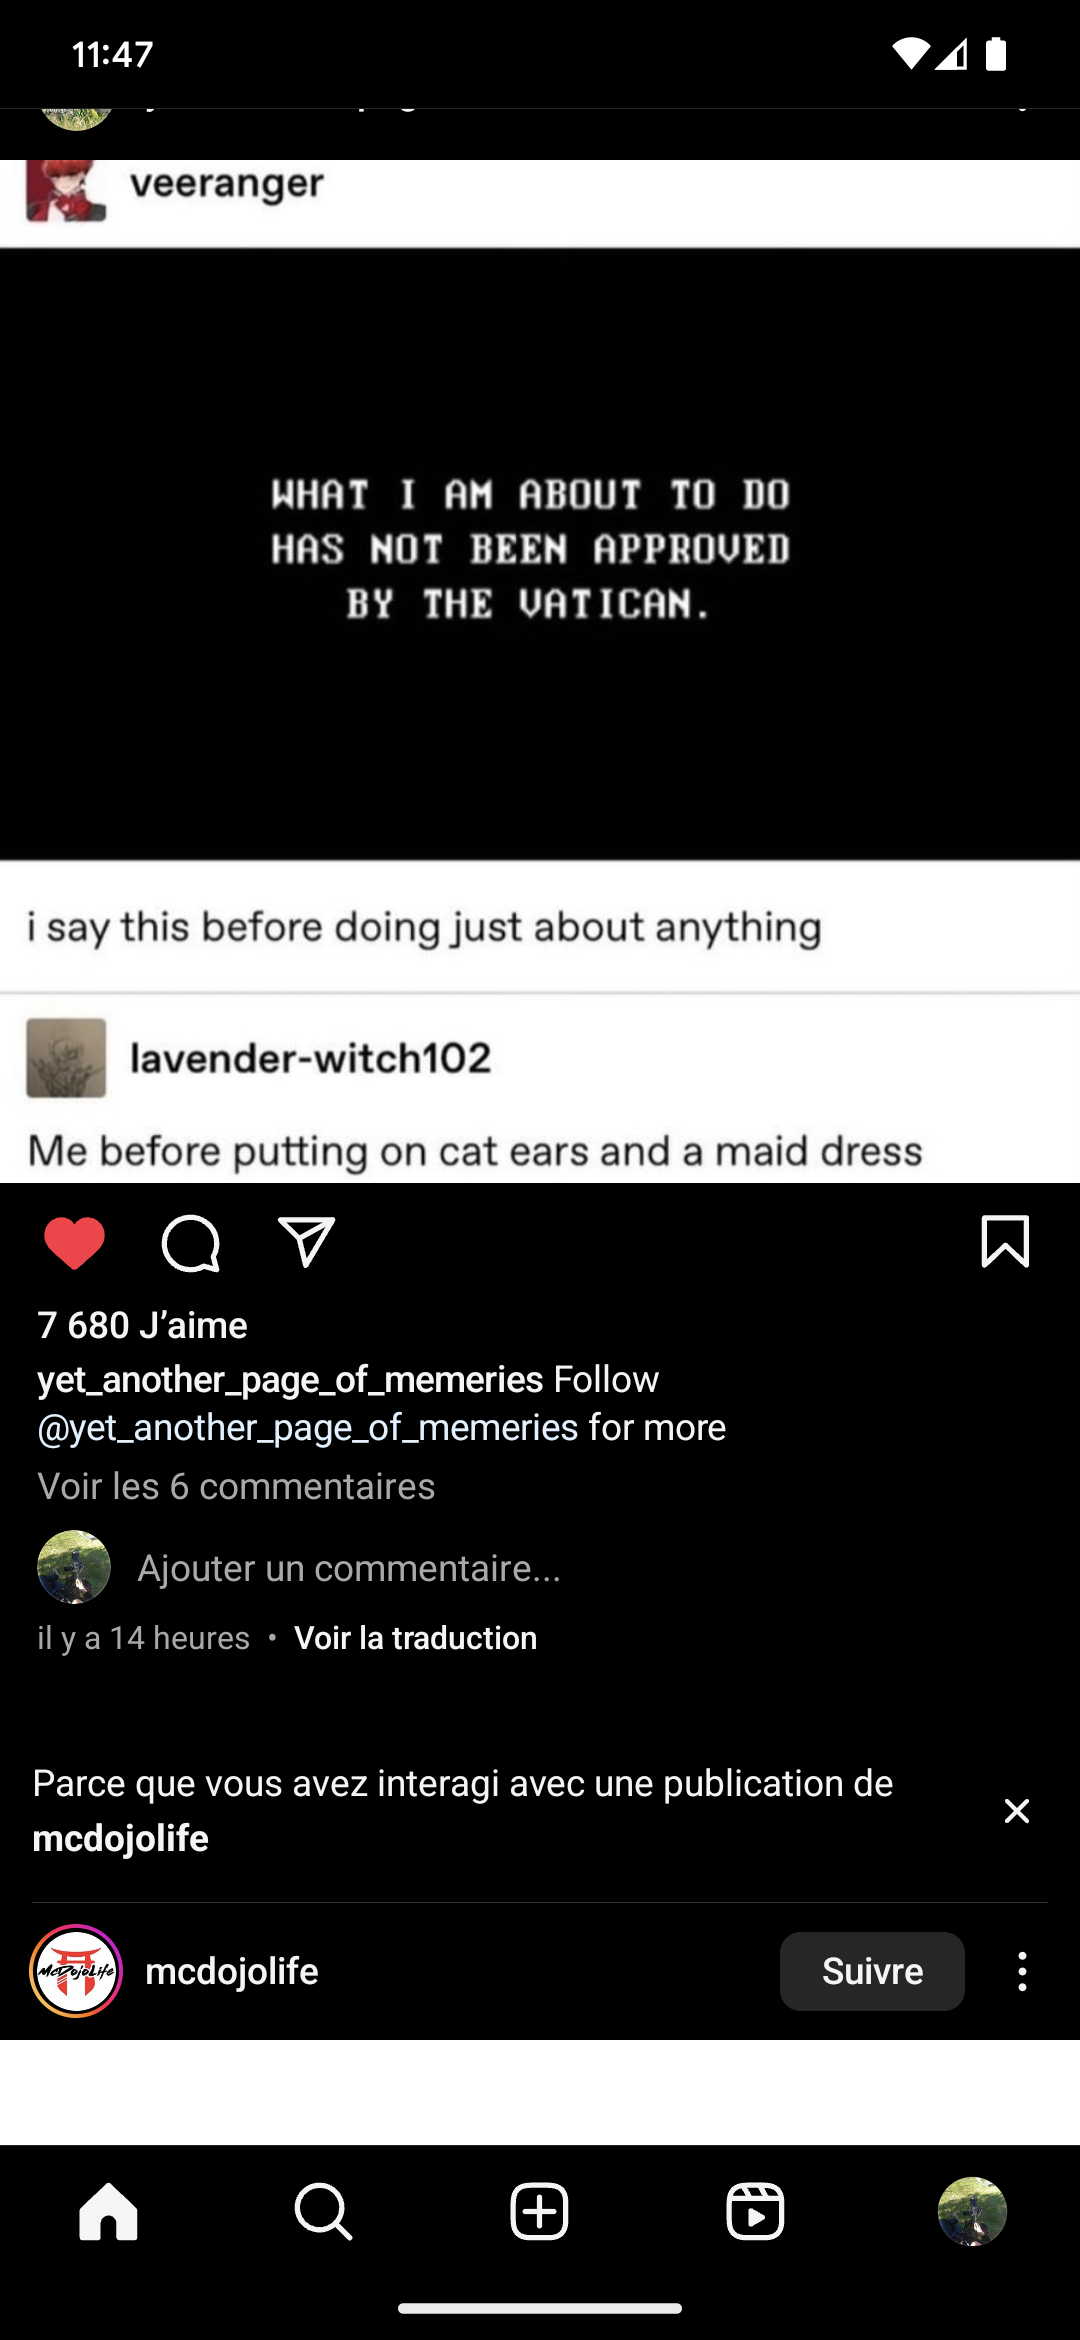 11:47
veeranger
WHAT I AM ABOUT TO DO
HAS NOT BEEN APPROVED
BY THE VATICAN.
i say this before doing just about anything
lavender-witch102
Me before putting on cat ears and a maid dress
7 680 J’aime
yet_another_page_of_memeries Follow
@yet_another_page_of_memeries for more
Voir les 6 commentaires
Ajouter un commentaire...
il y a 14 heures • Voir la traduction
Parce que vous avez interagi avec une publication de
mcdojolife
McDojoLife
mcdojolife
Suivre